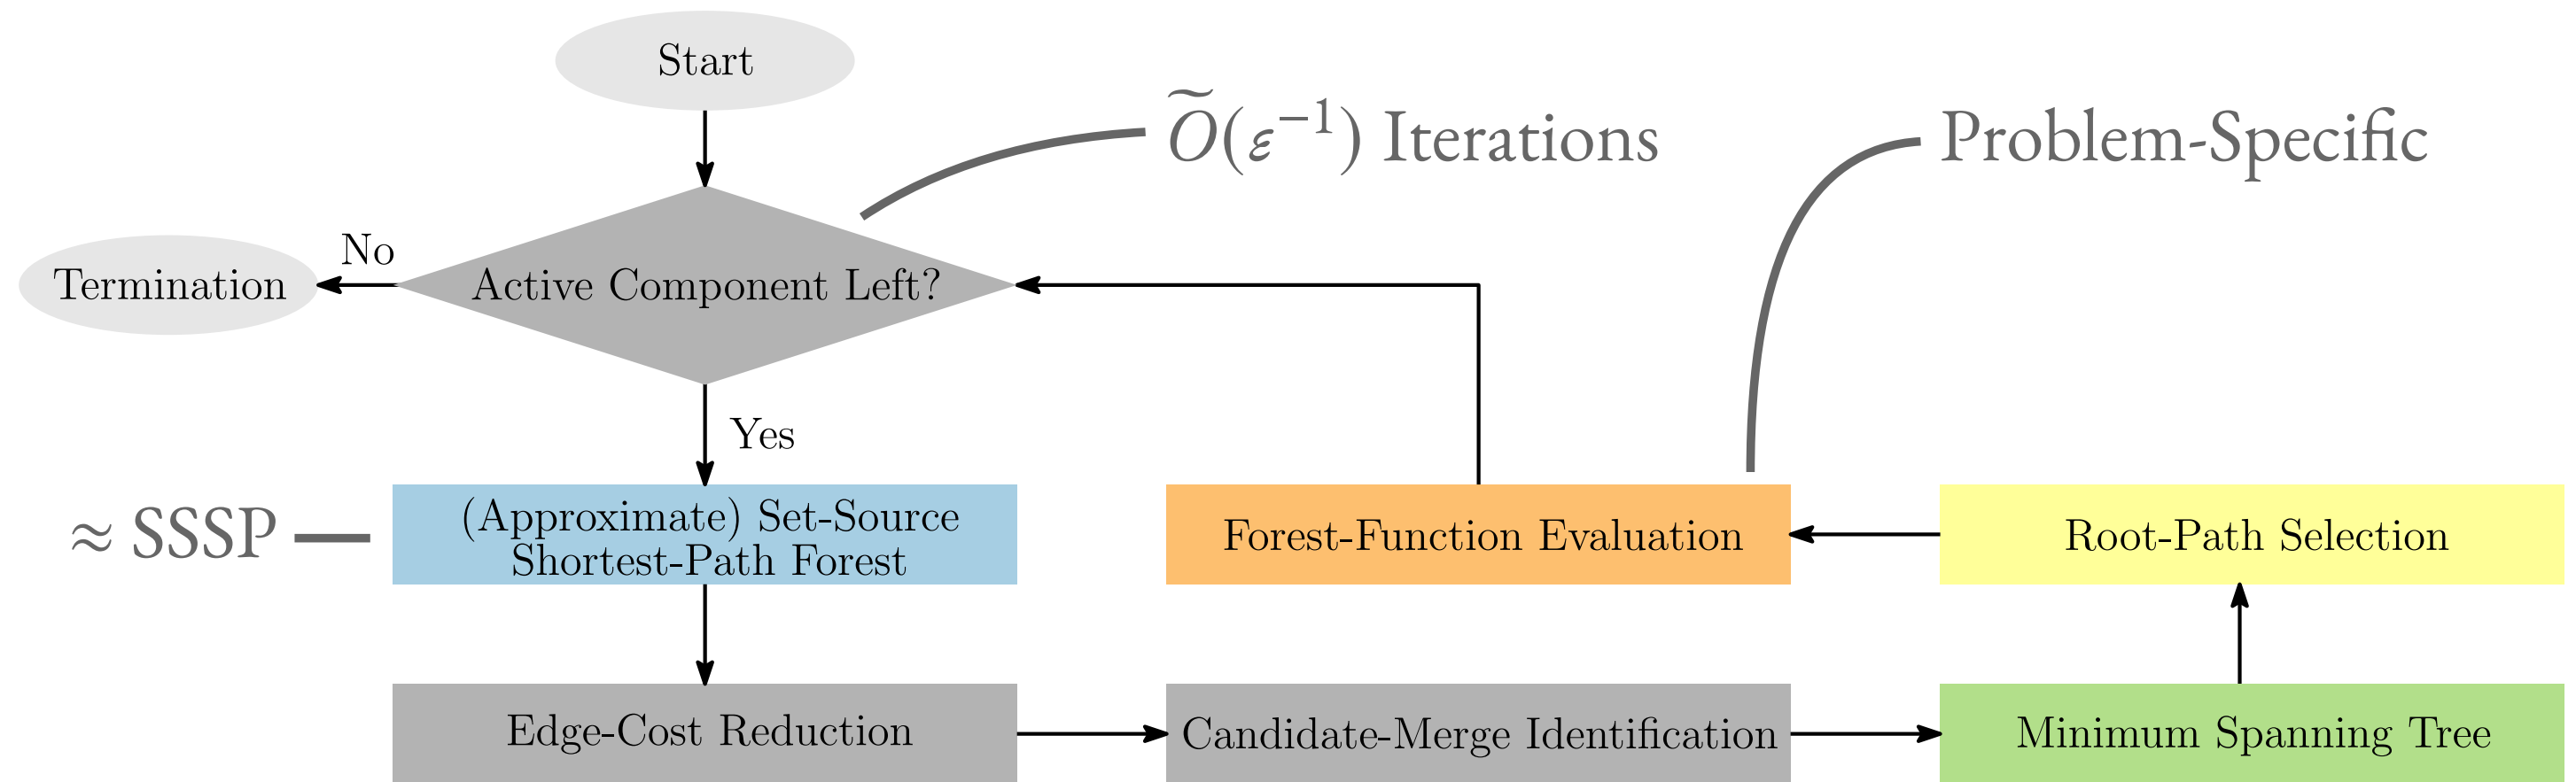 Start
Õ(ε⁻¹) Iterations
Problem-Specific
No
Termination
Active Component Left?
Yes
≈ SSSP
(Approximate) Set-Source
Shortest-Path Forest
Forest-Function Evaluation
Root-Path Selection
Edge-Cost Reduction
Candidate-Merge Identification
Minimum Spanning Tree